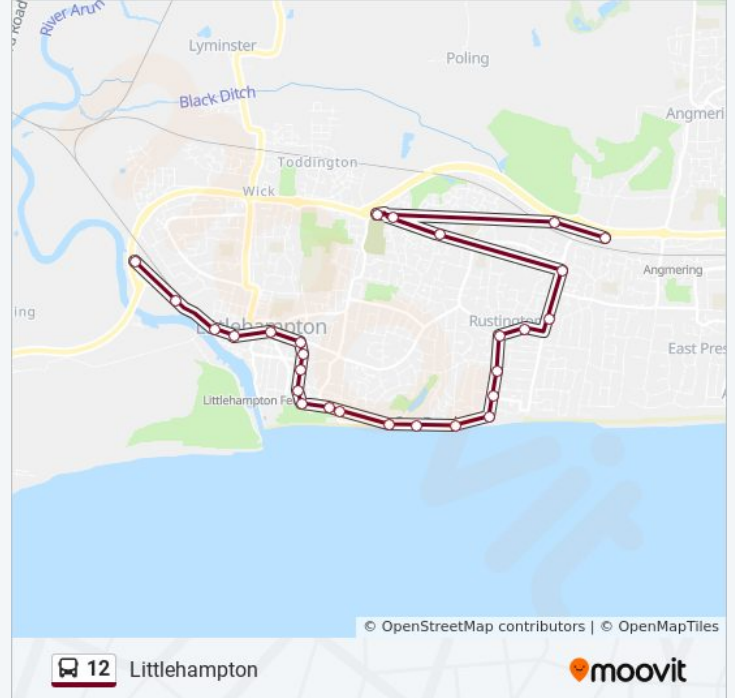 River Arun
Road
Lyminster
Poling
Black Ditch
Angmeri
Toddington
Wick
Angmering
ing
Littlehampton
Rustington
East Pres
Littlehampton Fe
© OpenStreetMap contributors | © OpenMapTiles
12 Littlehampton
moovit